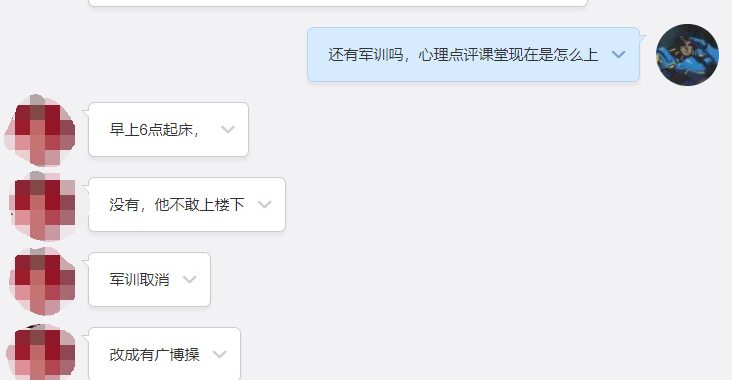 还有军训吗，心理点评课堂现在是怎么上
早上6点起床，
没有，他不敢上楼下
军训取消
改成有广博操